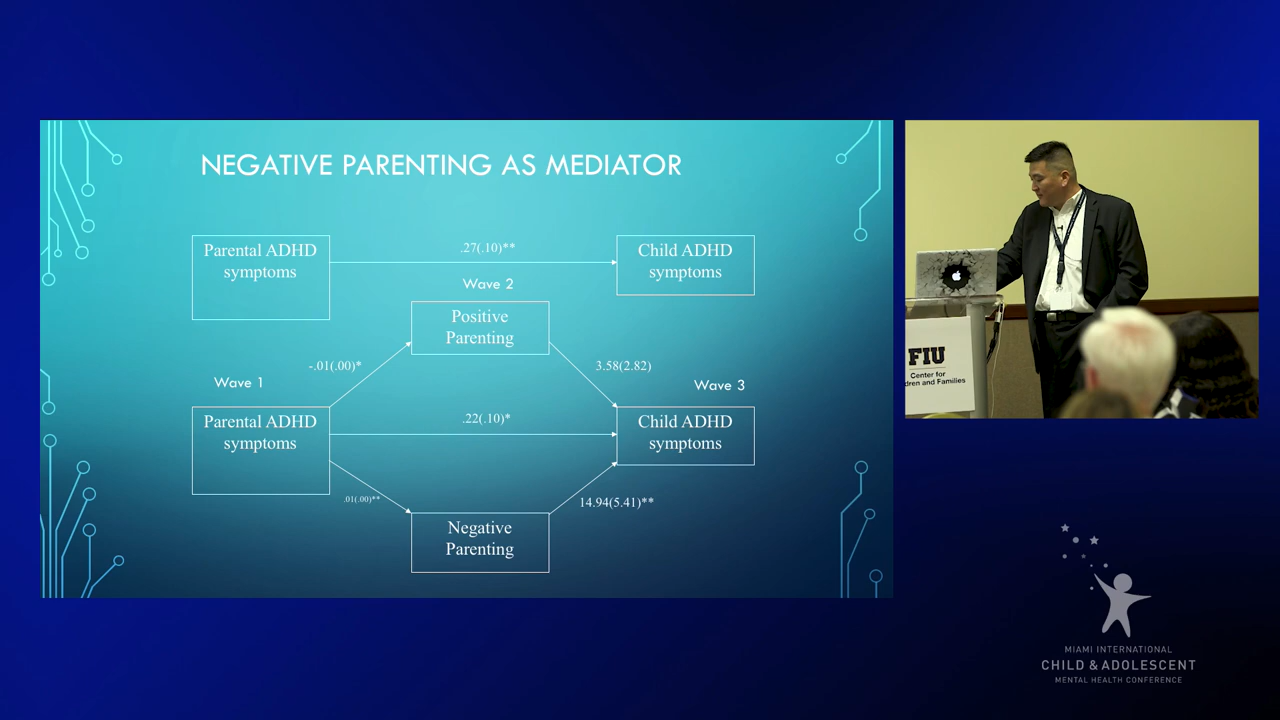 NEGATIVE PARENTING AS MEDIATOR
Parental ADHD
symptoms
.27(.10)**
Child ADHD
symptoms
Wave 2
Positive
Parenting
-.01(.00)*
3.58(2.82)
Wave 1
Wave 3
Parental ADHD
symptoms
.22(.10)*
Child ADHD
symptoms
.01(.00)**
14.94(5.41)**
Negative
Parenting
FIU
Center for
dren and Families
MIAMI INTERNATIONAL
CHILD & ADOLESCENT
MENTAL HEALTH CONFERENCE